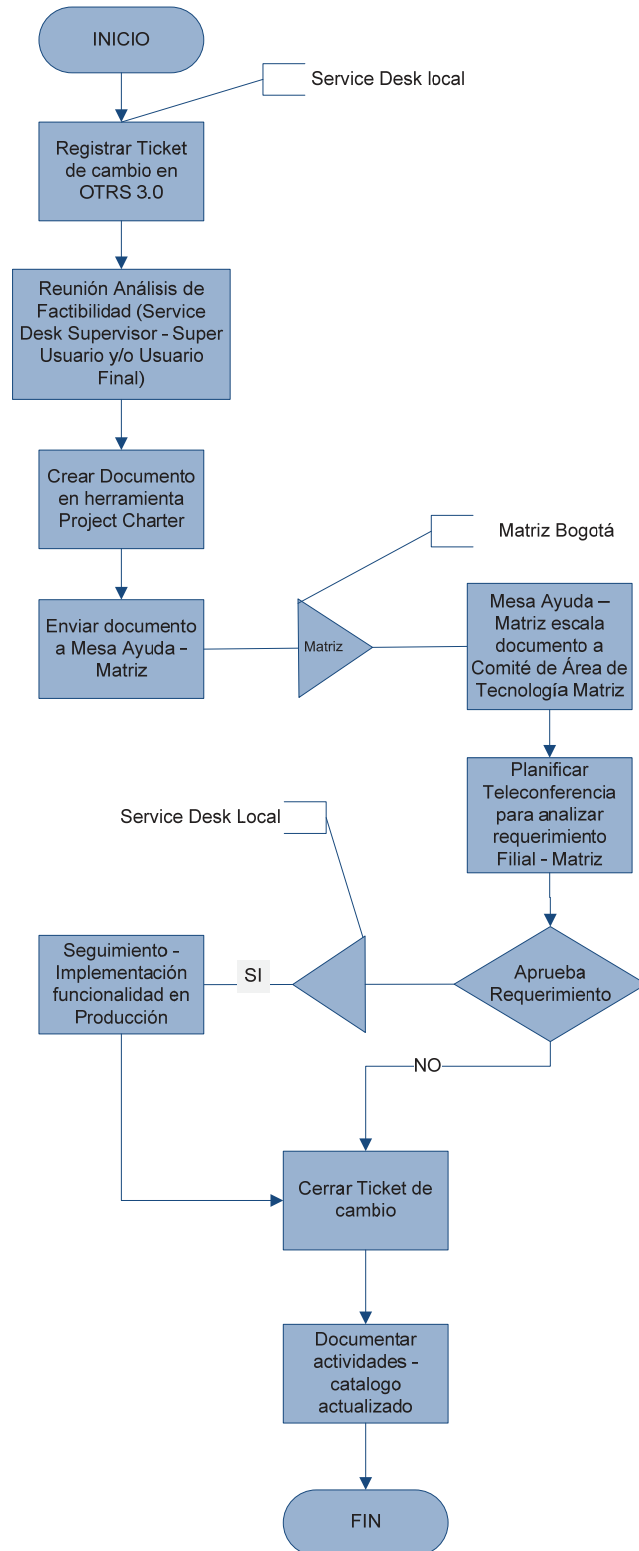 INICIO
Service Desk local
Registrar Ticket
de cambio en
OTRS 3.0
Reunión Análisis de
Factibilidad (Service
Desk Supervisor - Super
Usuario y/o Usuario
Final)
Crear Documento
en herramienta
Project Charter
Matriz Bogotá
Enviar documento
a Mesa Ayuda -
Matriz
Matriz
Mesa Ayuda –
Matriz escala
documento a
Comité de Área de
Tecnología Matriz
Planificar
Teleconferencia
para analizar
requerimiento
Filial - Matriz
Service Desk Local
Aprueba
Requerimiento
SI
Seguimiento -
Implementación
funcionalidad en
Producción
NO
Cerrar Ticket de
cambio
Documentar
actividades -
catalogo
actualizado
FIN